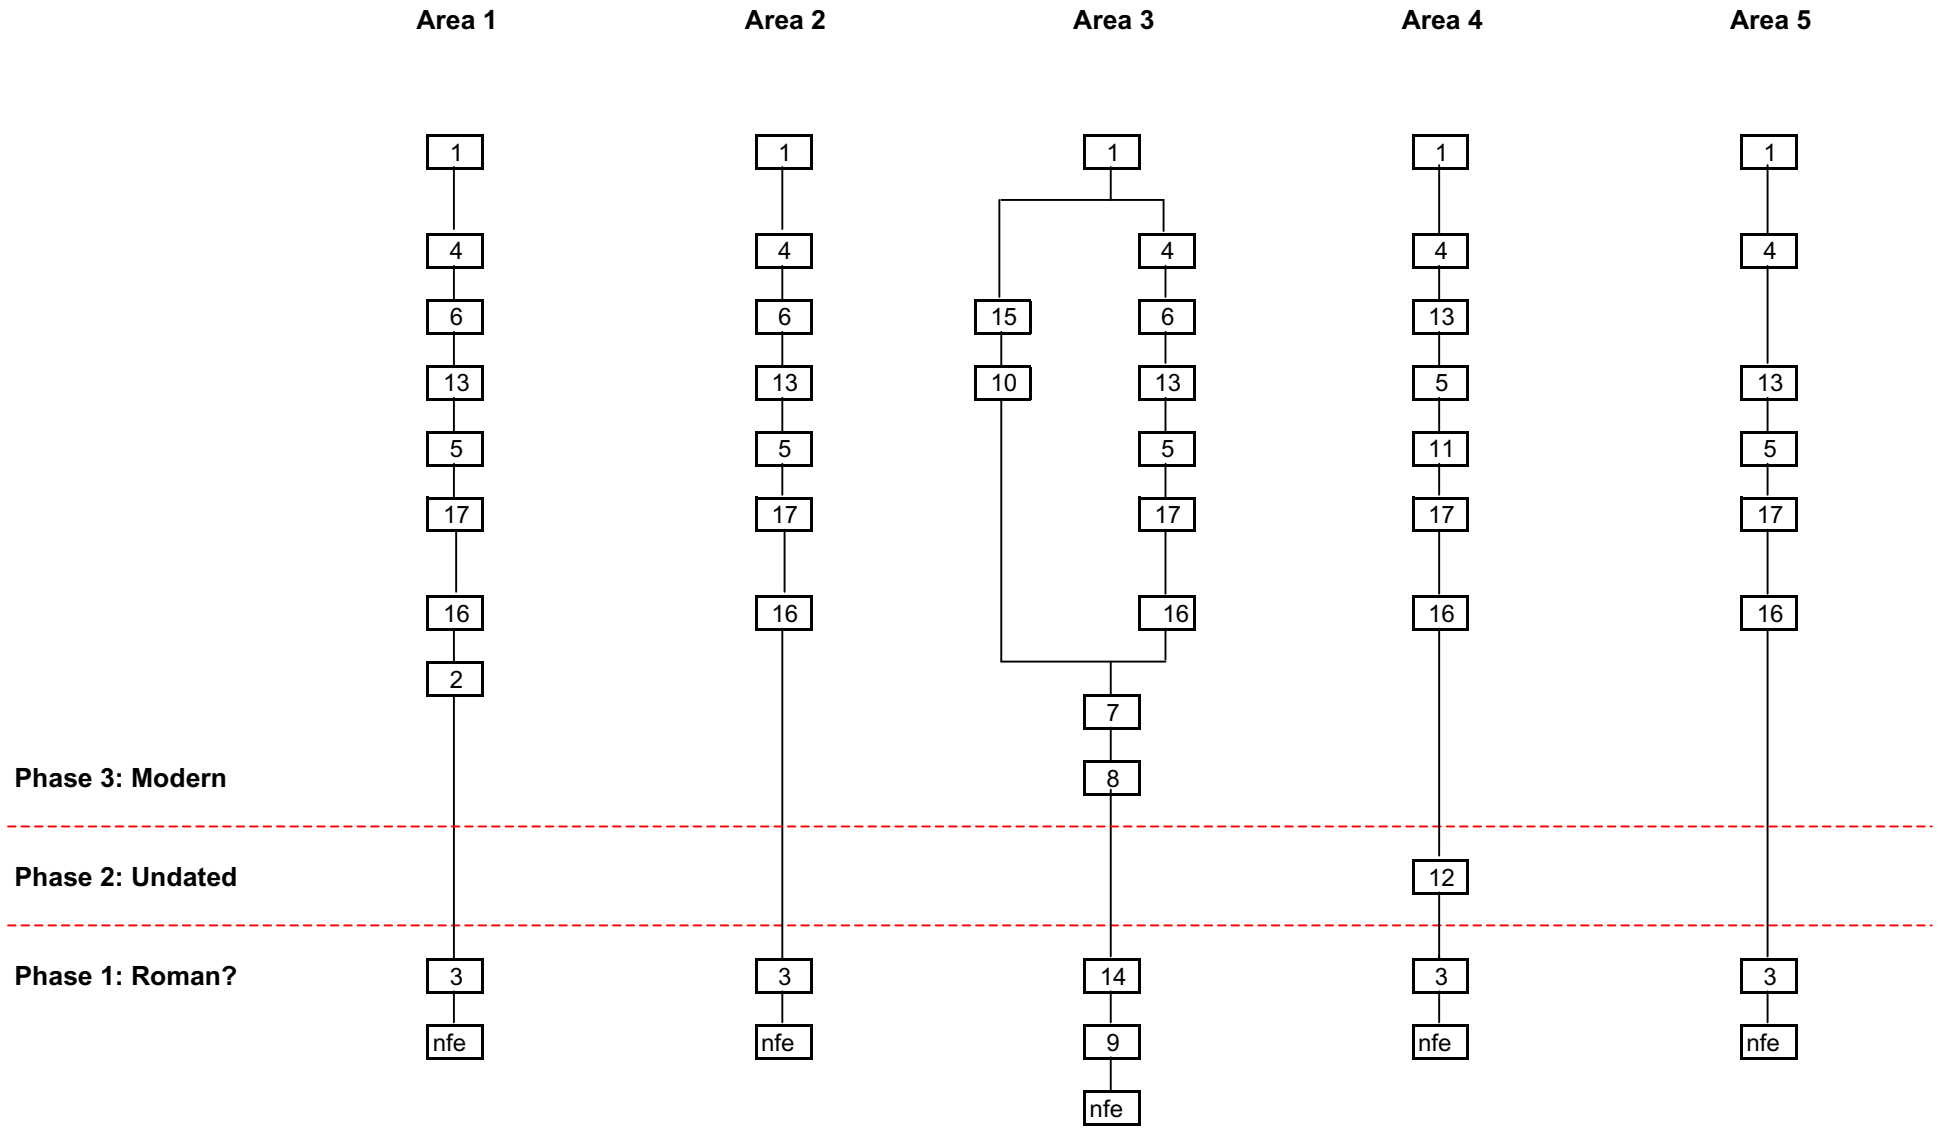 Area 1 Area 2 Area 3 Area 4 Area 5
1 1 1 1 1
4 4 4 4 4
6 6 15 6 13
13 13 10 13 5 13
5 5 5 11 5
17 17 17 17 17
16 16 16 16 16
2
7
Phase 3: Modern 8
Phase 2: Undated 12
Phase 1: Roman? 3 3 14 3 3
nfe nfe 9 nfe nfe
nfe